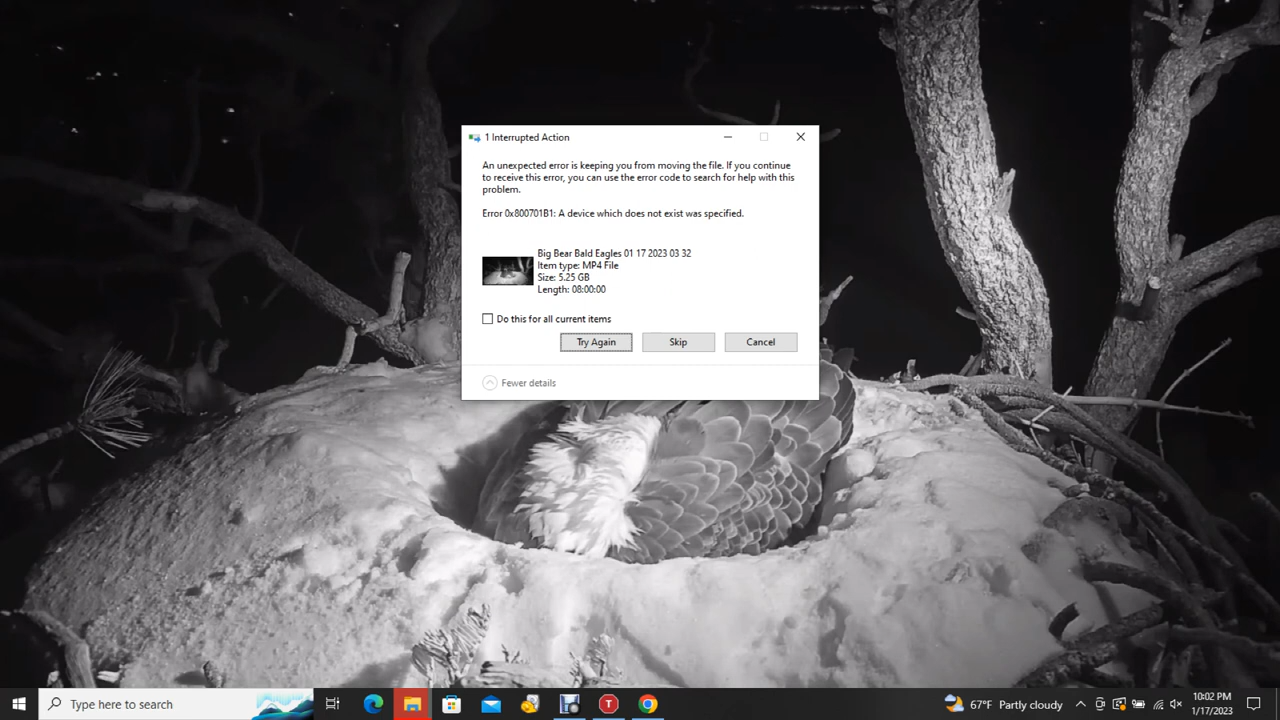 1 Interrupted Action
An unexpected error is keeping you from moving the file. If you continue
to receive this error, you can use the error code to search for help with this
problem.
Error 0x800701B1: A device which does not exist was specified.
Big Bear Bald Eagles 01 17 2023 03 32
Item type: MP4 File
Size: 5.25 GB
Length: 08:00:00
Do this for all current items
Try Again
Skip
Cancel
Fewer details
Type here to search
T
67°F Partly cloudy
10:02 PM
1/17/2023